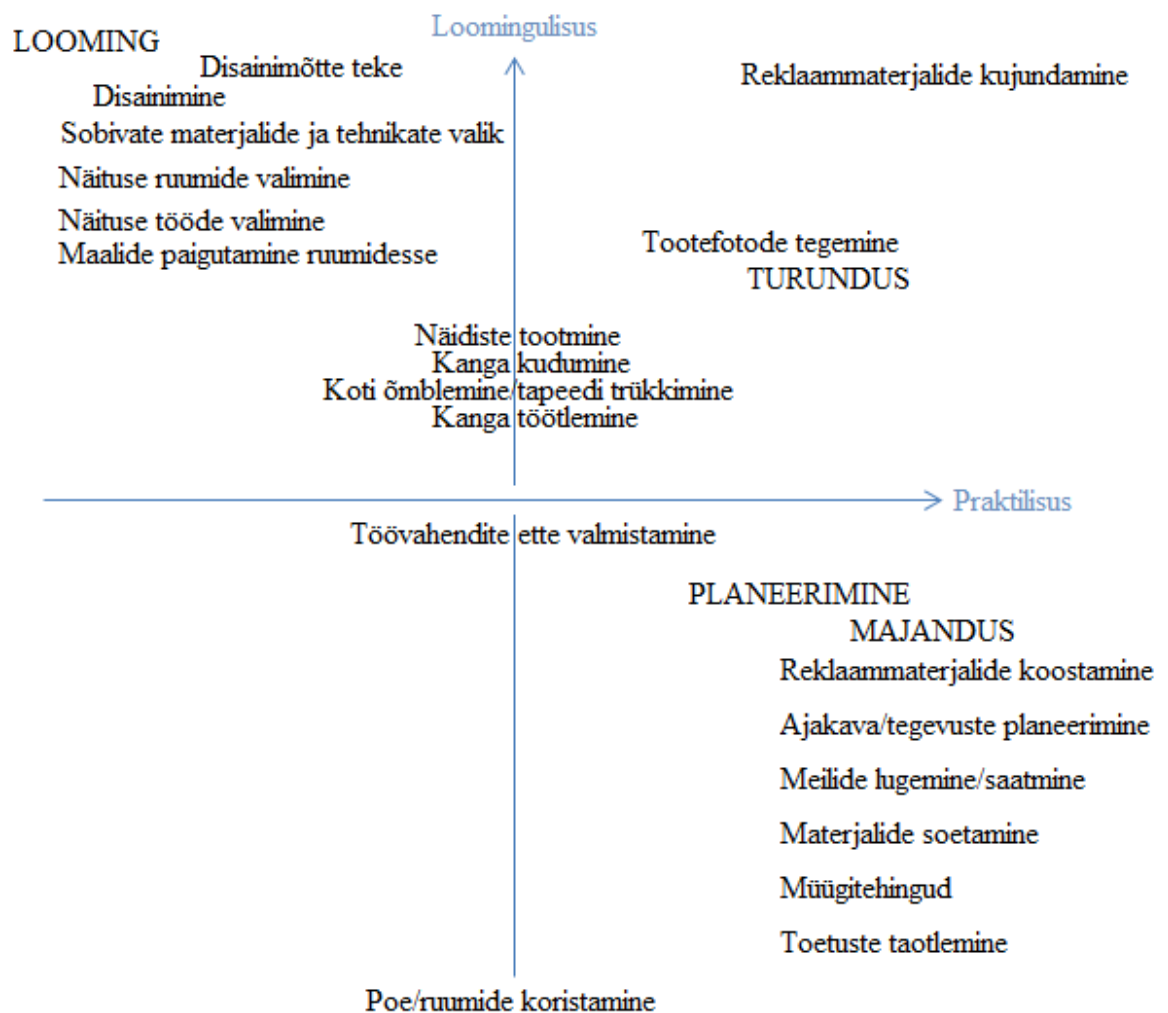 Loomingulisus
LOOMING
Disainimõtte teke
Reklaammaterjalide kujundamine
Disainimine
Sobivate materjalide ja tehnikate valik
Näituse ruumide valimine
Näituse tööde valimine
Maalide paigutamine ruumidesse
Tootefotode tegemine
TURUNDUS
Näidiste tootmine
Kanga kudumine
Koti õmblemine/tapeedi trükkimine
Kanga töötlemine
Praktilisus
Töövahendite ette valmistamine
PLANEERIMINE
MAJANDUS
Reklaammaterjalide koostamine
Ajakava/tegevuste planeerimine
Meilide lugemine/saatmine
Materjalide soetamine
Müügitehingud
Toetuste taotlemine
Poe/ruumide koristamine